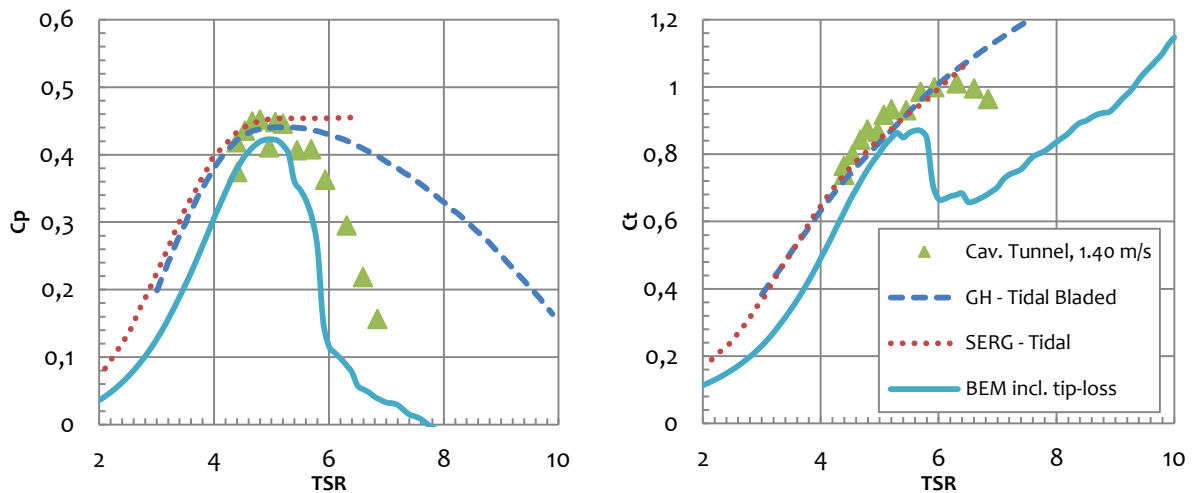 0,6
0,5
0,4
0,3
0,2
0,1
0
Cp
2 4 6 8 10
TSR
1,2
1
0,8
0,6
0,4
0,2
0
Ct
2 4 6 8 10
TSR
Cav. Tunnel, 1.40 m/s
GH - Tidal Bladed
SERG - Tidal
BEM incl. tip-loss